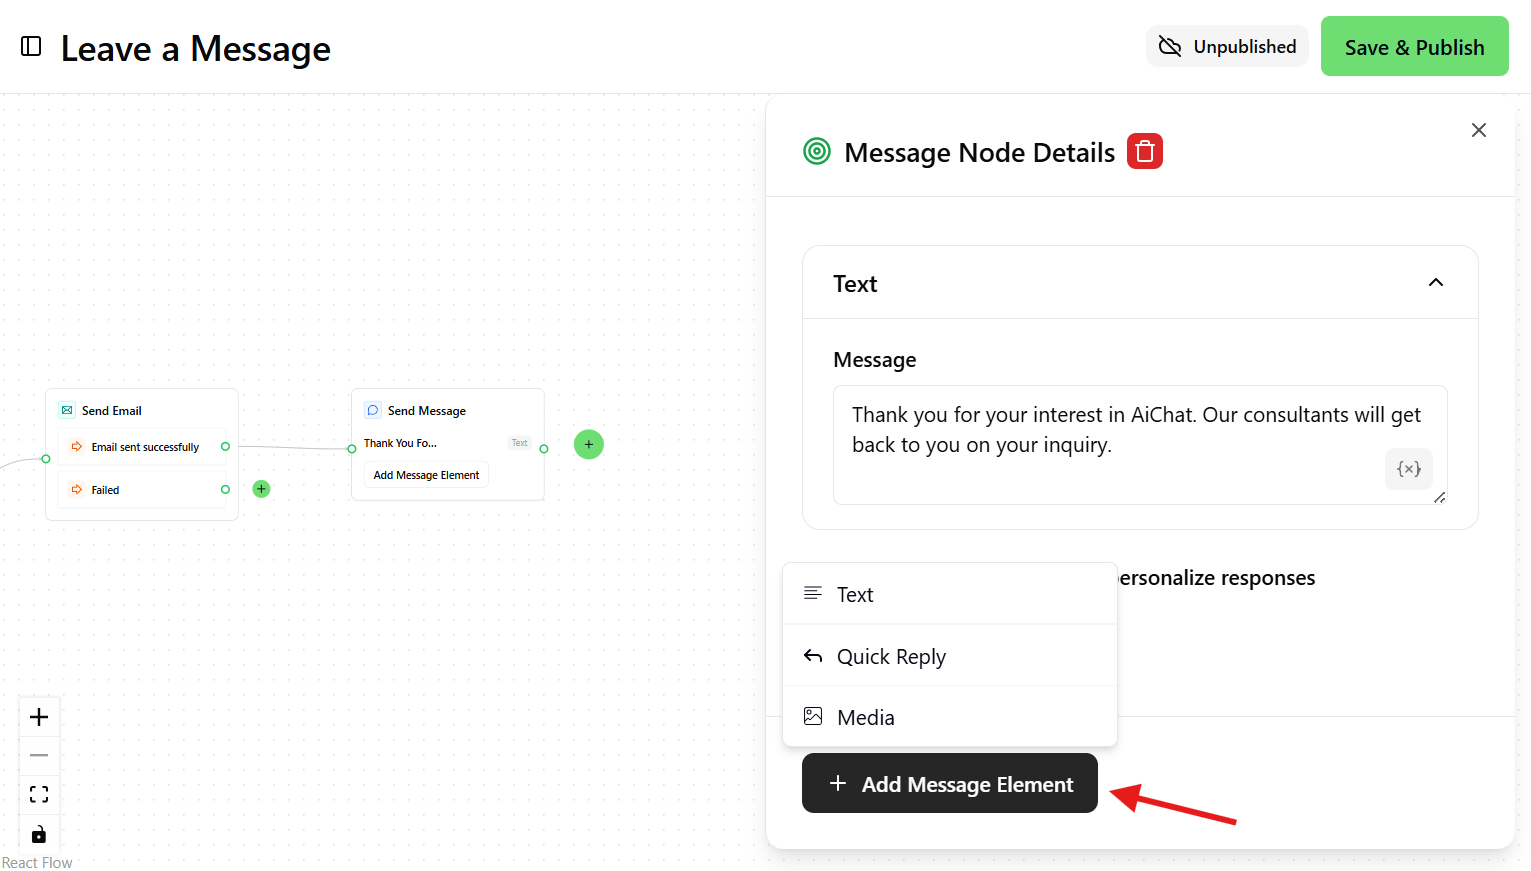 Leave a Message
Unpublished
Save & Publish
Message Node Details
Text
Message
Thank you for your interest in AiChat. Our consultants will get
back to you on your inquiry.
{×}
personalize responses
Text
Quick Reply
Media
Add Message Element
Send Email
Email sent successfully
Failed
Send Message
Thank You Fo...
Text
Add Message Element
React Flow